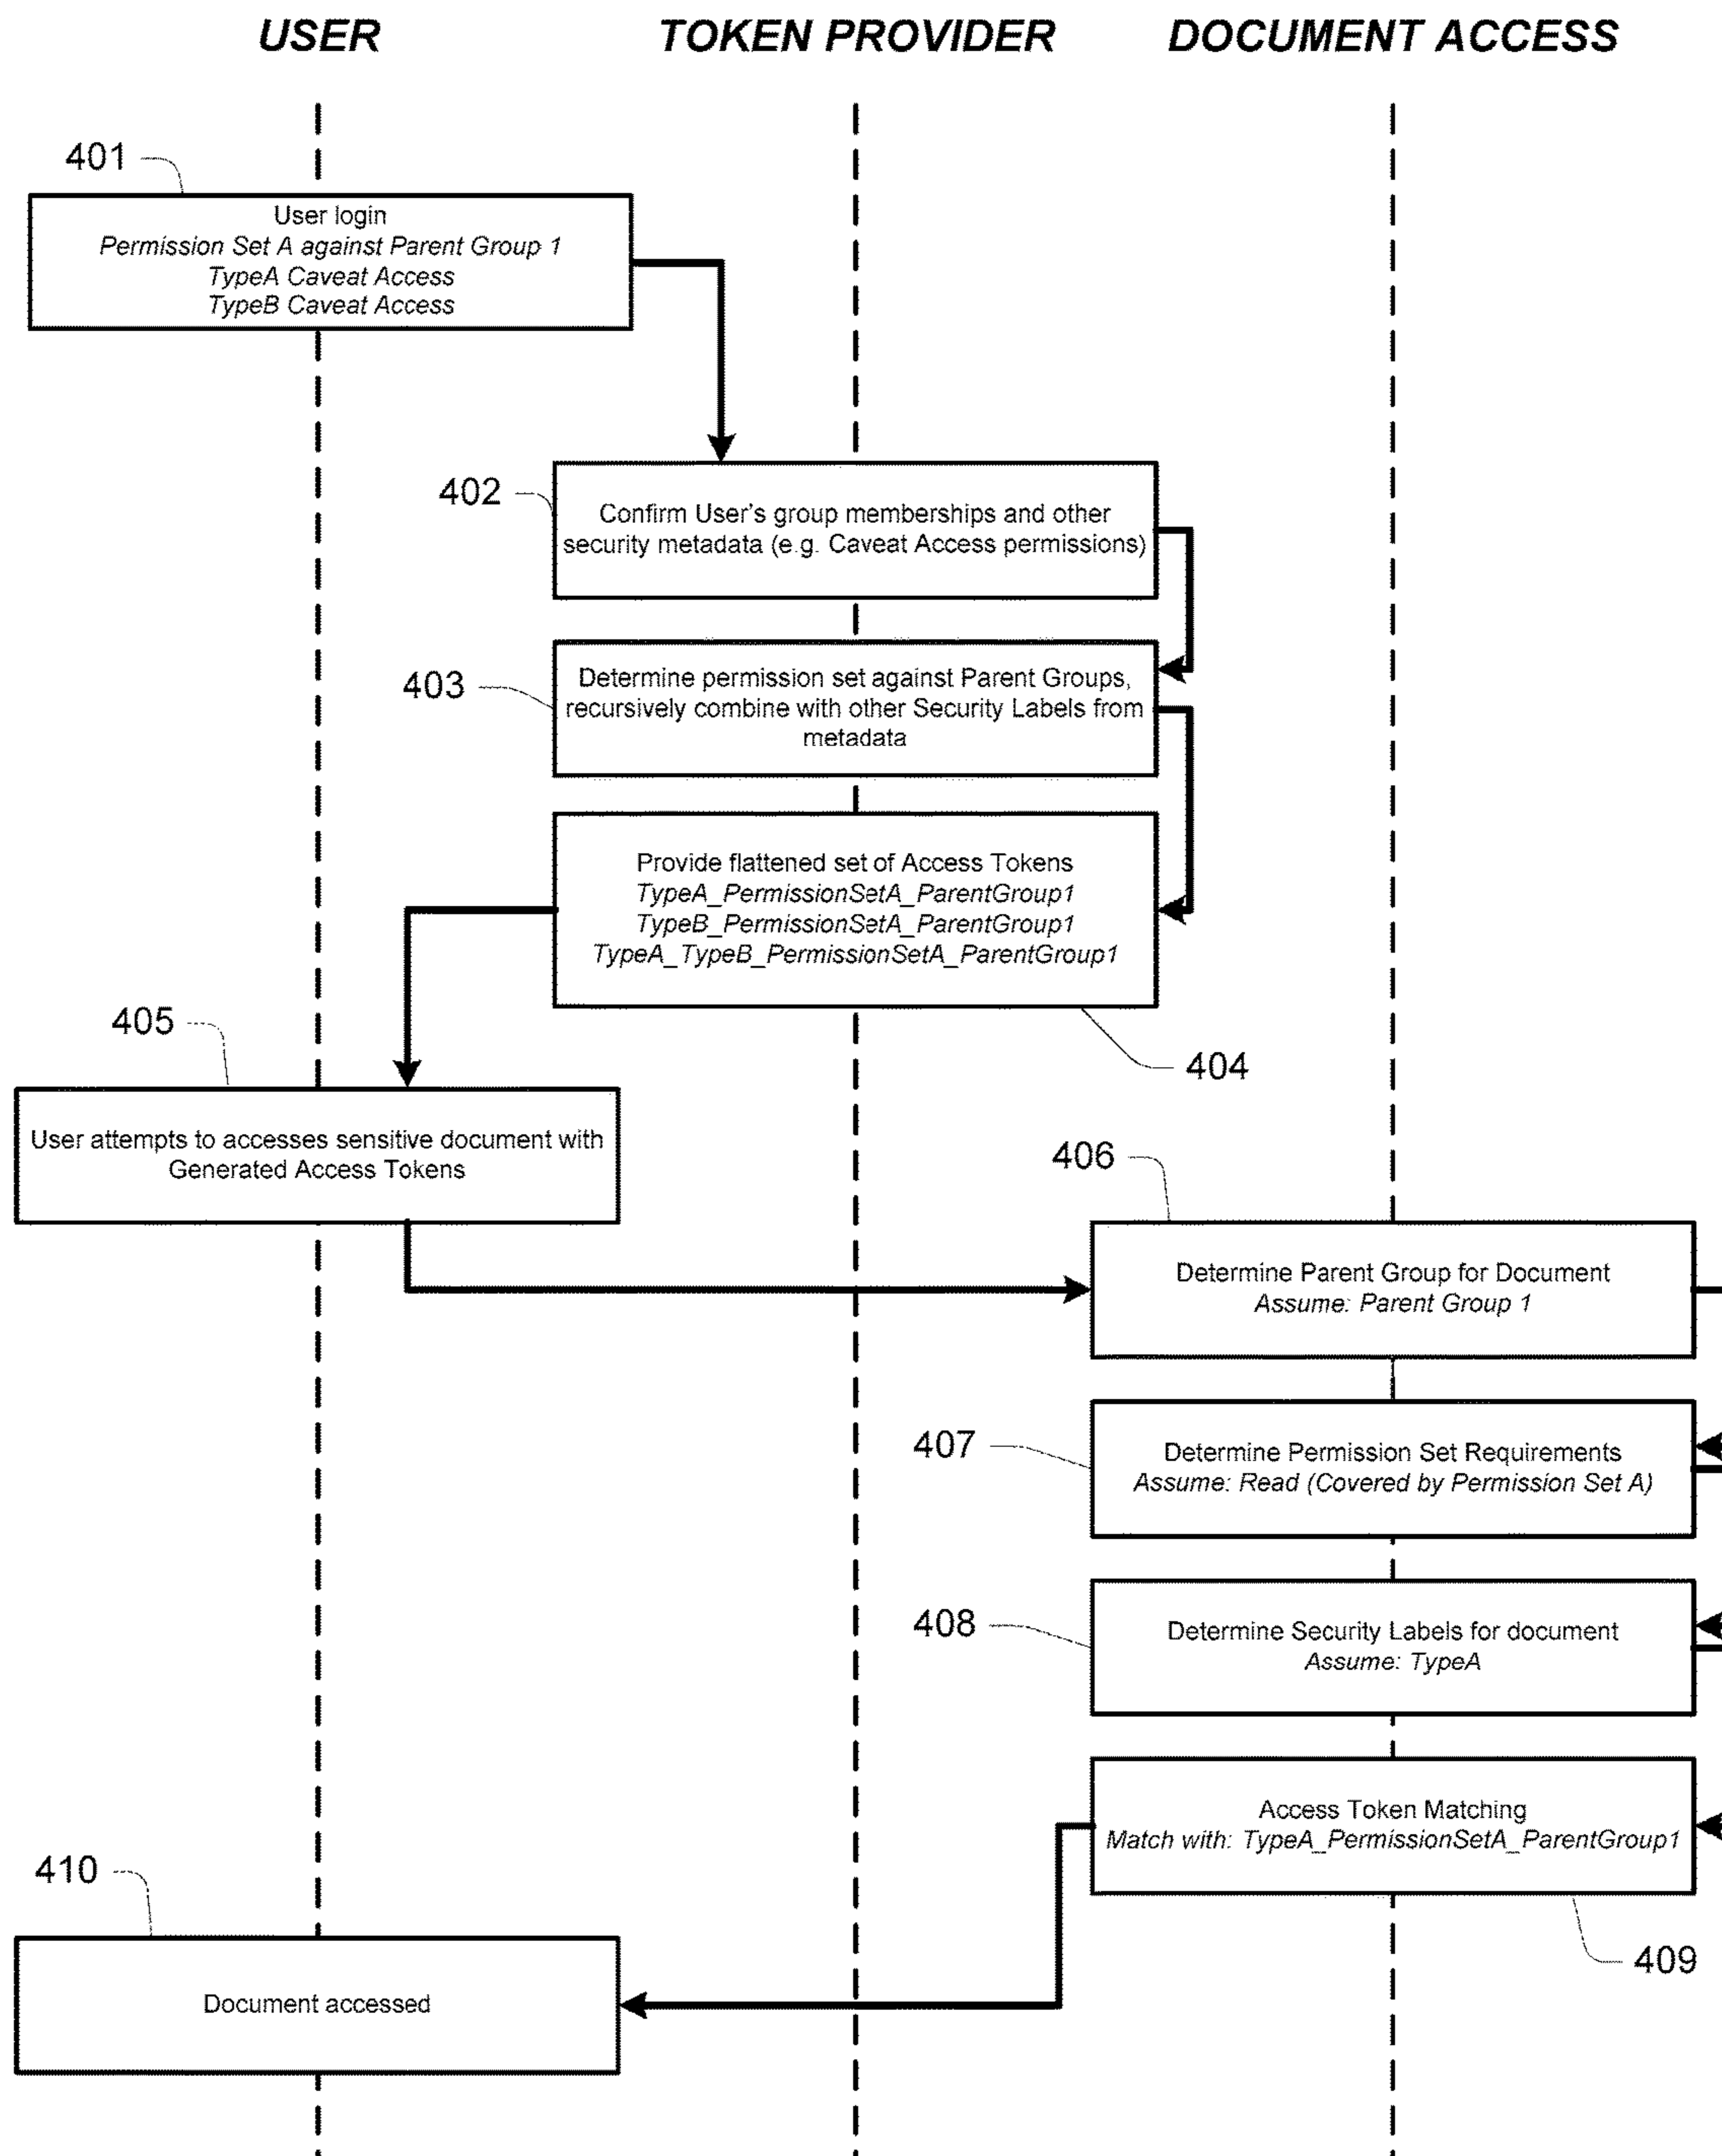 USER TOKEN PROVIDER DOCUMENT ACCESS
401
User login
Permission Set A against Parent Group 1
TypeA Caveat Access
TypeB Caveat Access
402
Confirm User's group memberships and other
security metadata (e.g. Caveat Access permissions)
403
Determine permission set against Parent Groups,
recursively combine with other Security Labels from
metadata
Provide flattened set of Access Tokens
TypeA_PermissionSetA_ParentGroup1
TypeB_PermissionSetA_ParentGroup1
TypeA_TypeB_PermissionSetA_ParentGroup1
404
405
User attempts to accesses sensitive document with
Generated Access Tokens
406
Determine Parent Group for Document
Assume: Parent Group 1
407
Determine Permission Set Requirements
Assume: Read (Covered by Permission Set A)
408
Determine Security Labels for document
Assume: TypeA
Access Token Matching
Match with: TypeA_PermissionSetA_ParentGroup1
409
410
Document accessed